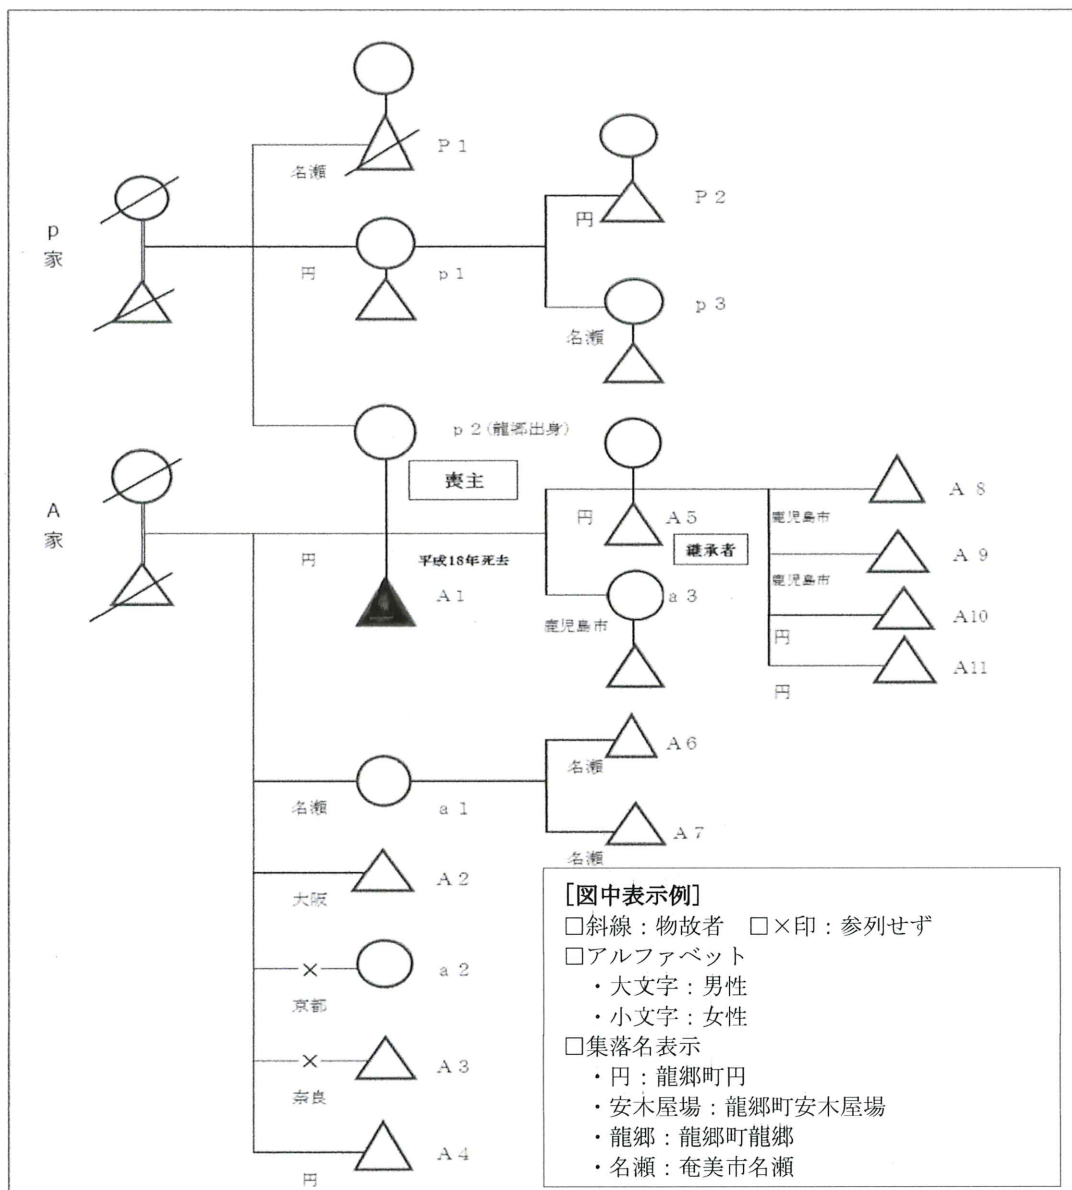 P 1
名瀬
P 2
円
p
家
円
p 1
p 3
名瀬
p 2 (龍郷出身)
喪主
A
家
円
平成18年死去
A 1
円
A 5
継承者
鹿児島市
A 8
鹿児島市
A 9
a 3
鹿児島市
円
A10
円
A11
名瀬
A 6
名瀬
a 1
名瀬
A 7
大阪
A 2
京都
a 2
奈良
A 3
円
A 4
[図中表示例]
□斜線：物故者 □×印：参列せず
□アルファベット
・大文字：男性
・小文字：女性
□集落名表示
・円：龍郷町円
・安木屋場：龍郷町安木屋場
・龍郷：龍郷町龍郷
・名瀬：奄美市名瀬